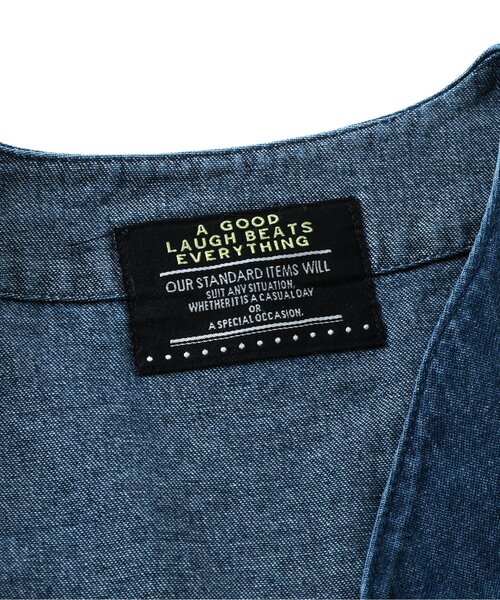 A GOOD
LAUGH BEATS
EVERYTHING
OUR STANDARD ITEMS WILL
SUIT ANY SITUATION,
WHETHER IT IS A CASUAL DAY
OR
A SPECIAL OCCASION.